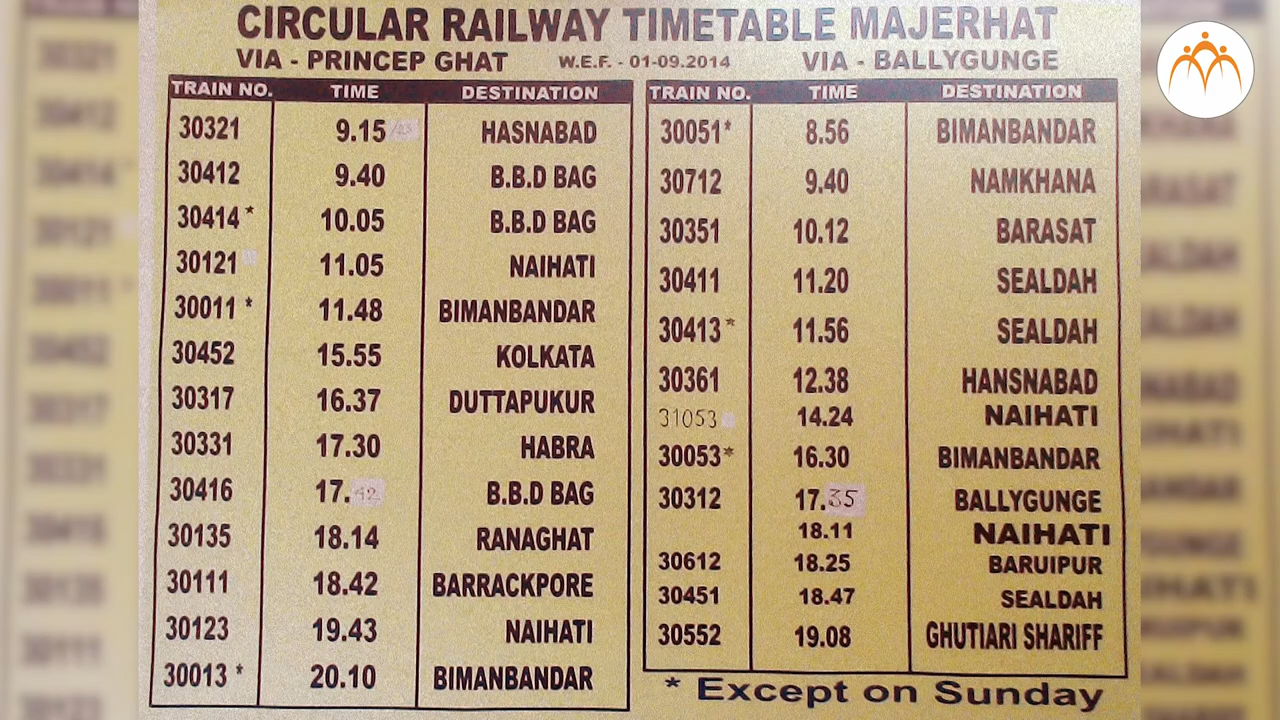 CIRCULAR RAILWAY TIMETABLE MAJERHAT
VIA - PRINCEP GHAT W.E.F. - 01-09.2014 VIA - BALLYGUNGE
TRAIN NO. TIME DESTINATION
30321 9.15 HASNABAD
30412 9.40 B.B.D BAG
30414 * 10.05 B.B.D BAG
30121 11.05 NAIHATI
30011 * 11.48 BIMANBANDAR
30452 15.55 KOLKATA
30317 16.37 DUTTAPUKUR
30331 17.30 HABRA
30416 17.42 B.B.D BAG
30135 18.14 RANAGHAT
30111 18.42 BARRACKPORE
30123 19.43 NAIHATI
30013 * 20.10 BIMANBANDAR
TRAIN NO. TIME DESTINATION
30051* 8.56 BIMANBANDAR
30712 9.40 NAMKHANA
30351 10.12 BARASAT
30411 11.20 SEALDAH
30413 * 11.56 SEALDAH
30361 12.38 HANSNABAD
31053 14.24 NAIHATI
30053* 16.30 BIMANBANDAR
30312 17.35 BALLYGUNGE
18.11 NAIHATI
30612 18.25 BARUIPUR
30451 18.47 SEALDAH
30552 19.08 GHUTIARI SHARIFF
* Except on Sunday